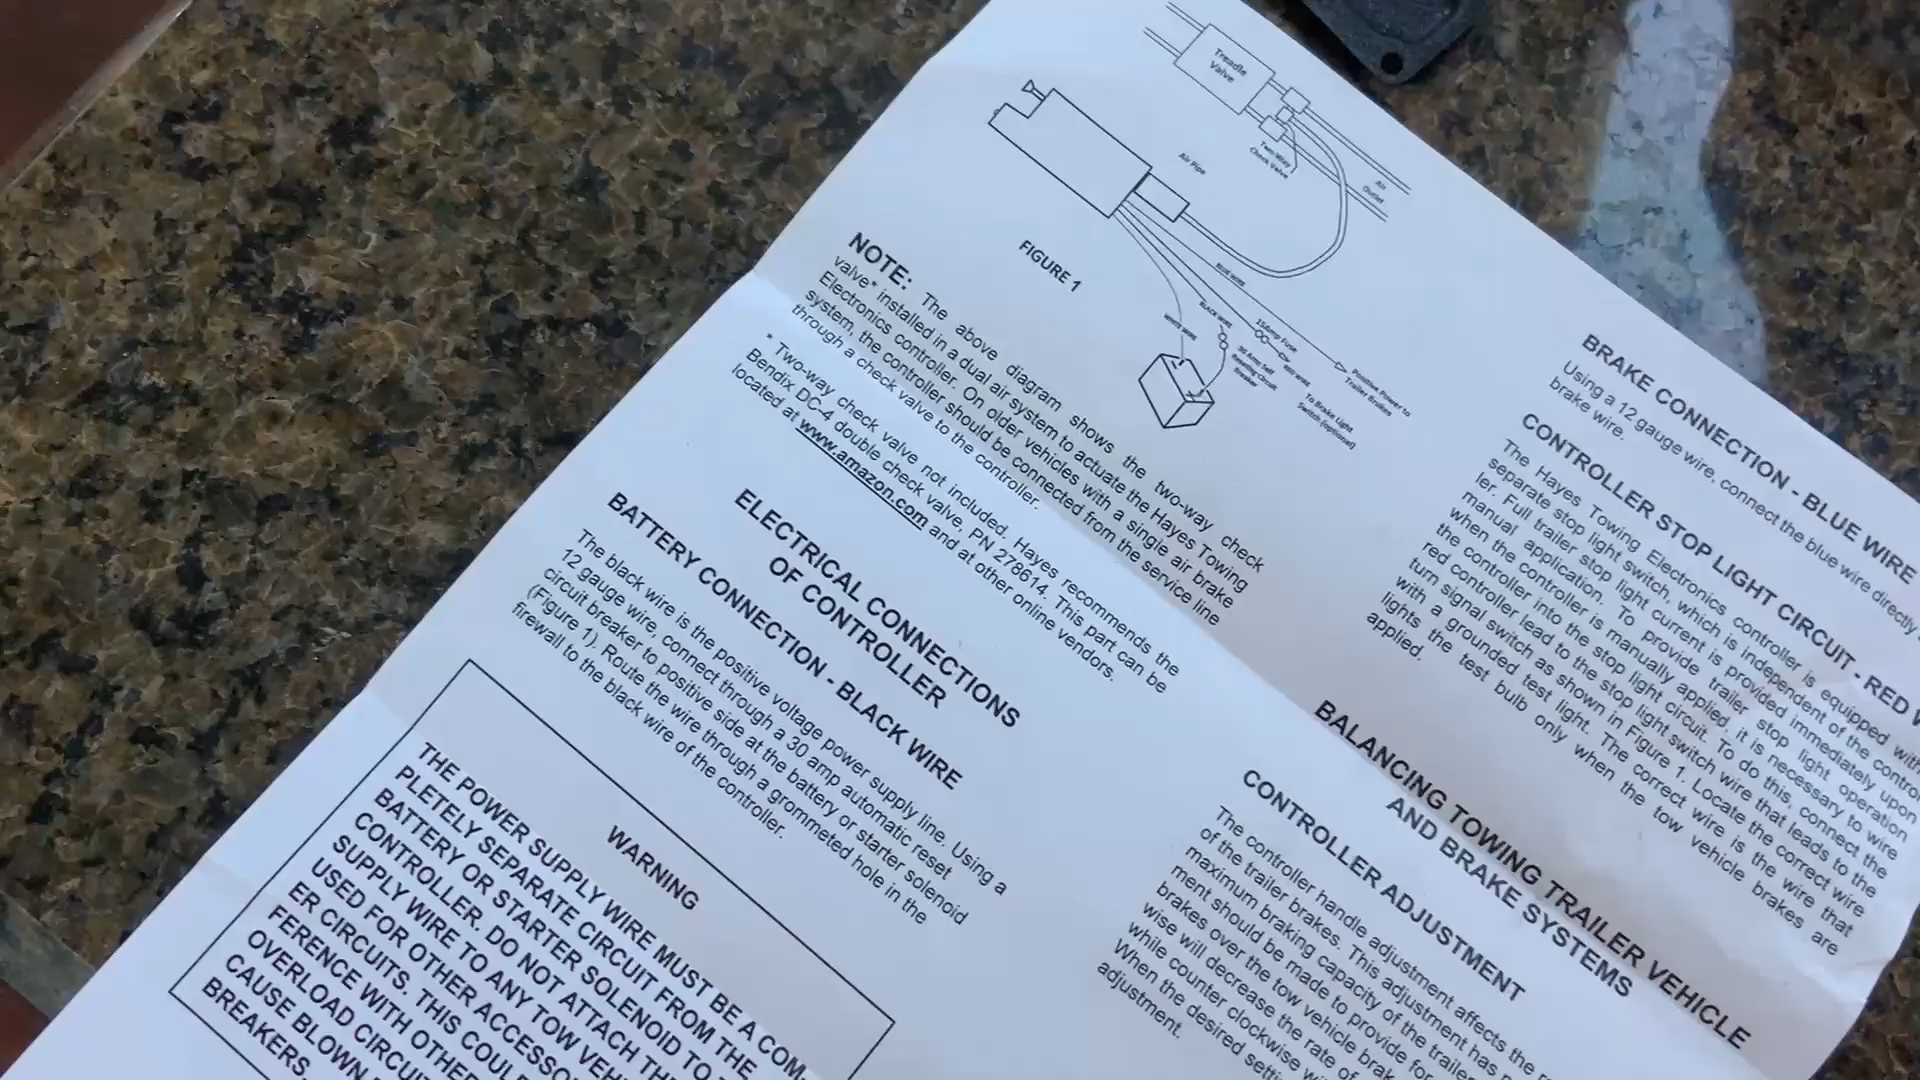 Treadle
Valve
Two-Way
Check Valve
Air
Outlet
Air Pipe
BLUE WIRE
BLACK WIRE
WHITE WIRE
15Amp Fuse
RED WIRE
30 Amp Self
Reseting Circuit
Breaker
Positive Power to
Trailer Brakes
To Brake Light
Switch (optional)
FIGURE 1
NOTE: The above diagram shows the two-way check
valve* installed in a dual air system to actuate the Hayes Towing
Electronics controller. On older vehicles with a single air brake
system, the controller should be connected from the service line
through a check valve to the controller.
* Two-way check valve not included. Hayes recommends the
Bendix DC-4 double check valve, PN 278614. This part can be
located at www.amazon.com and at other online vendors.
ELECTRICAL CONNECTIONS
OF CONTROLLER
BATTERY CONNECTION - BLACK WIRE
The black wire is the positive voltage power supply line. Using a
12 gauge wire, connect through a 30 amp automatic reset
circuit breaker to positive side at the battery or starter solenoid
(Figure 1). Route the wire through a grommeted hole in the
firewall to the black wire of the controller.
WARNING
THE POWER SUPPLY WIRE MUST BE A COM-
PLETELY SEPARATE CIRCUIT FROM THE
BATTERY OR STARTER SOLENOID TO
CONTROLLER. DO NOT ATTACH
SUPPLY WIRE TO ANY TOW
USED FOR OTHER
ER CIRCUITS. THIS
FERENCE WITH
OVERLOAD
CAUSE BLOWN
BREAKERS.
BRAKE CONNECTION - BLUE WIRE
Using a 12 gauge wire, connect the blue wire directly
brake wire.
CONTROLLER STOP LIGHT CIRCUIT - RED
The Hayes Towing Electronics controller is equipped
separate stop light switch, which is independent of the
ler. Full trailer stop light current is provided immediately upon
manual application. To provide trailer stop light operation
when the controller is manually applied, it is necessary to wire
the controller into the stop light circuit. To do this, connect the
red controller lead to the stop light switch wire that leads to the
turn signal switch as shown in Figure 1. Locate the correct wire
with a grounded test light. The correct wire is the wire that
lights the test bulb only when the tow vehicle brakes are
applied.
BALANCING TOWING TRAILER VEHICLE
AND BRAKE SYSTEMS
CONTROLLER ADJUSTMENT
The controller handle adjustment affects the
of the trailer brakes. This adjustment has
maximum braking capacity of the trailer
ment should be made to provide for
brakes over the tow vehicle
wise will decrease the rate of
while counter clockwise
When the desired
adjustment.